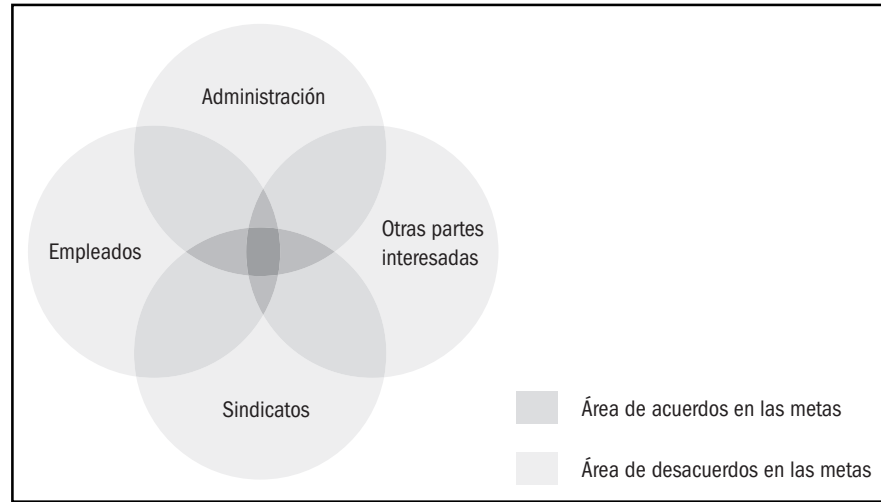 Administración
Empleados
Otras partes
interesadas
Sindicatos
Área de acuerdos en las metas
Área de desacuerdos en las metas